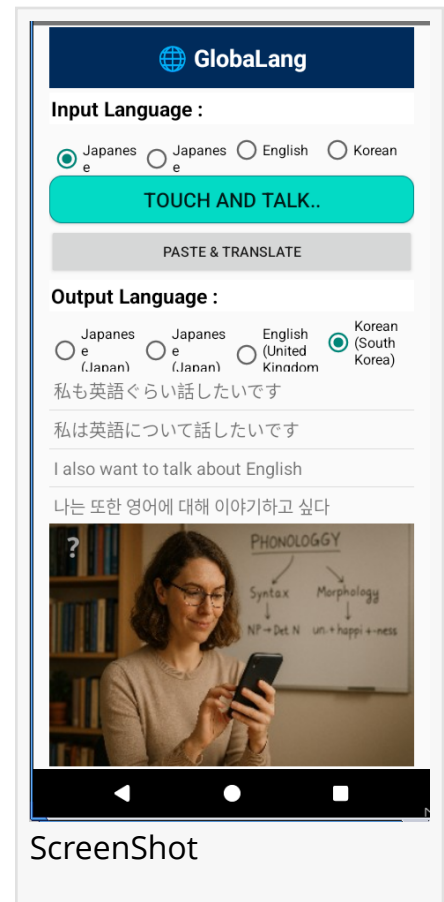 🌐 GlobaLang
Input Language :
Japanes
e
Japanes
e
English
Korean
TOUCH AND TALK..
PASTE & TRANSLATE
Output Language :
Japanes
e
(Japan)
Japanes
e
(Japan)
English
(United
Kingdom
Korean
(South
Korea)
私も英語ぐらい話したいです
私は英語について話したいです
I also want to talk about English
나는 또한 영어에 대해 이야기하고 싶다
?
PHONOLOGGY
Syntax
Morphology
NP→Det N
un.+happi+-ness
ScreenShot